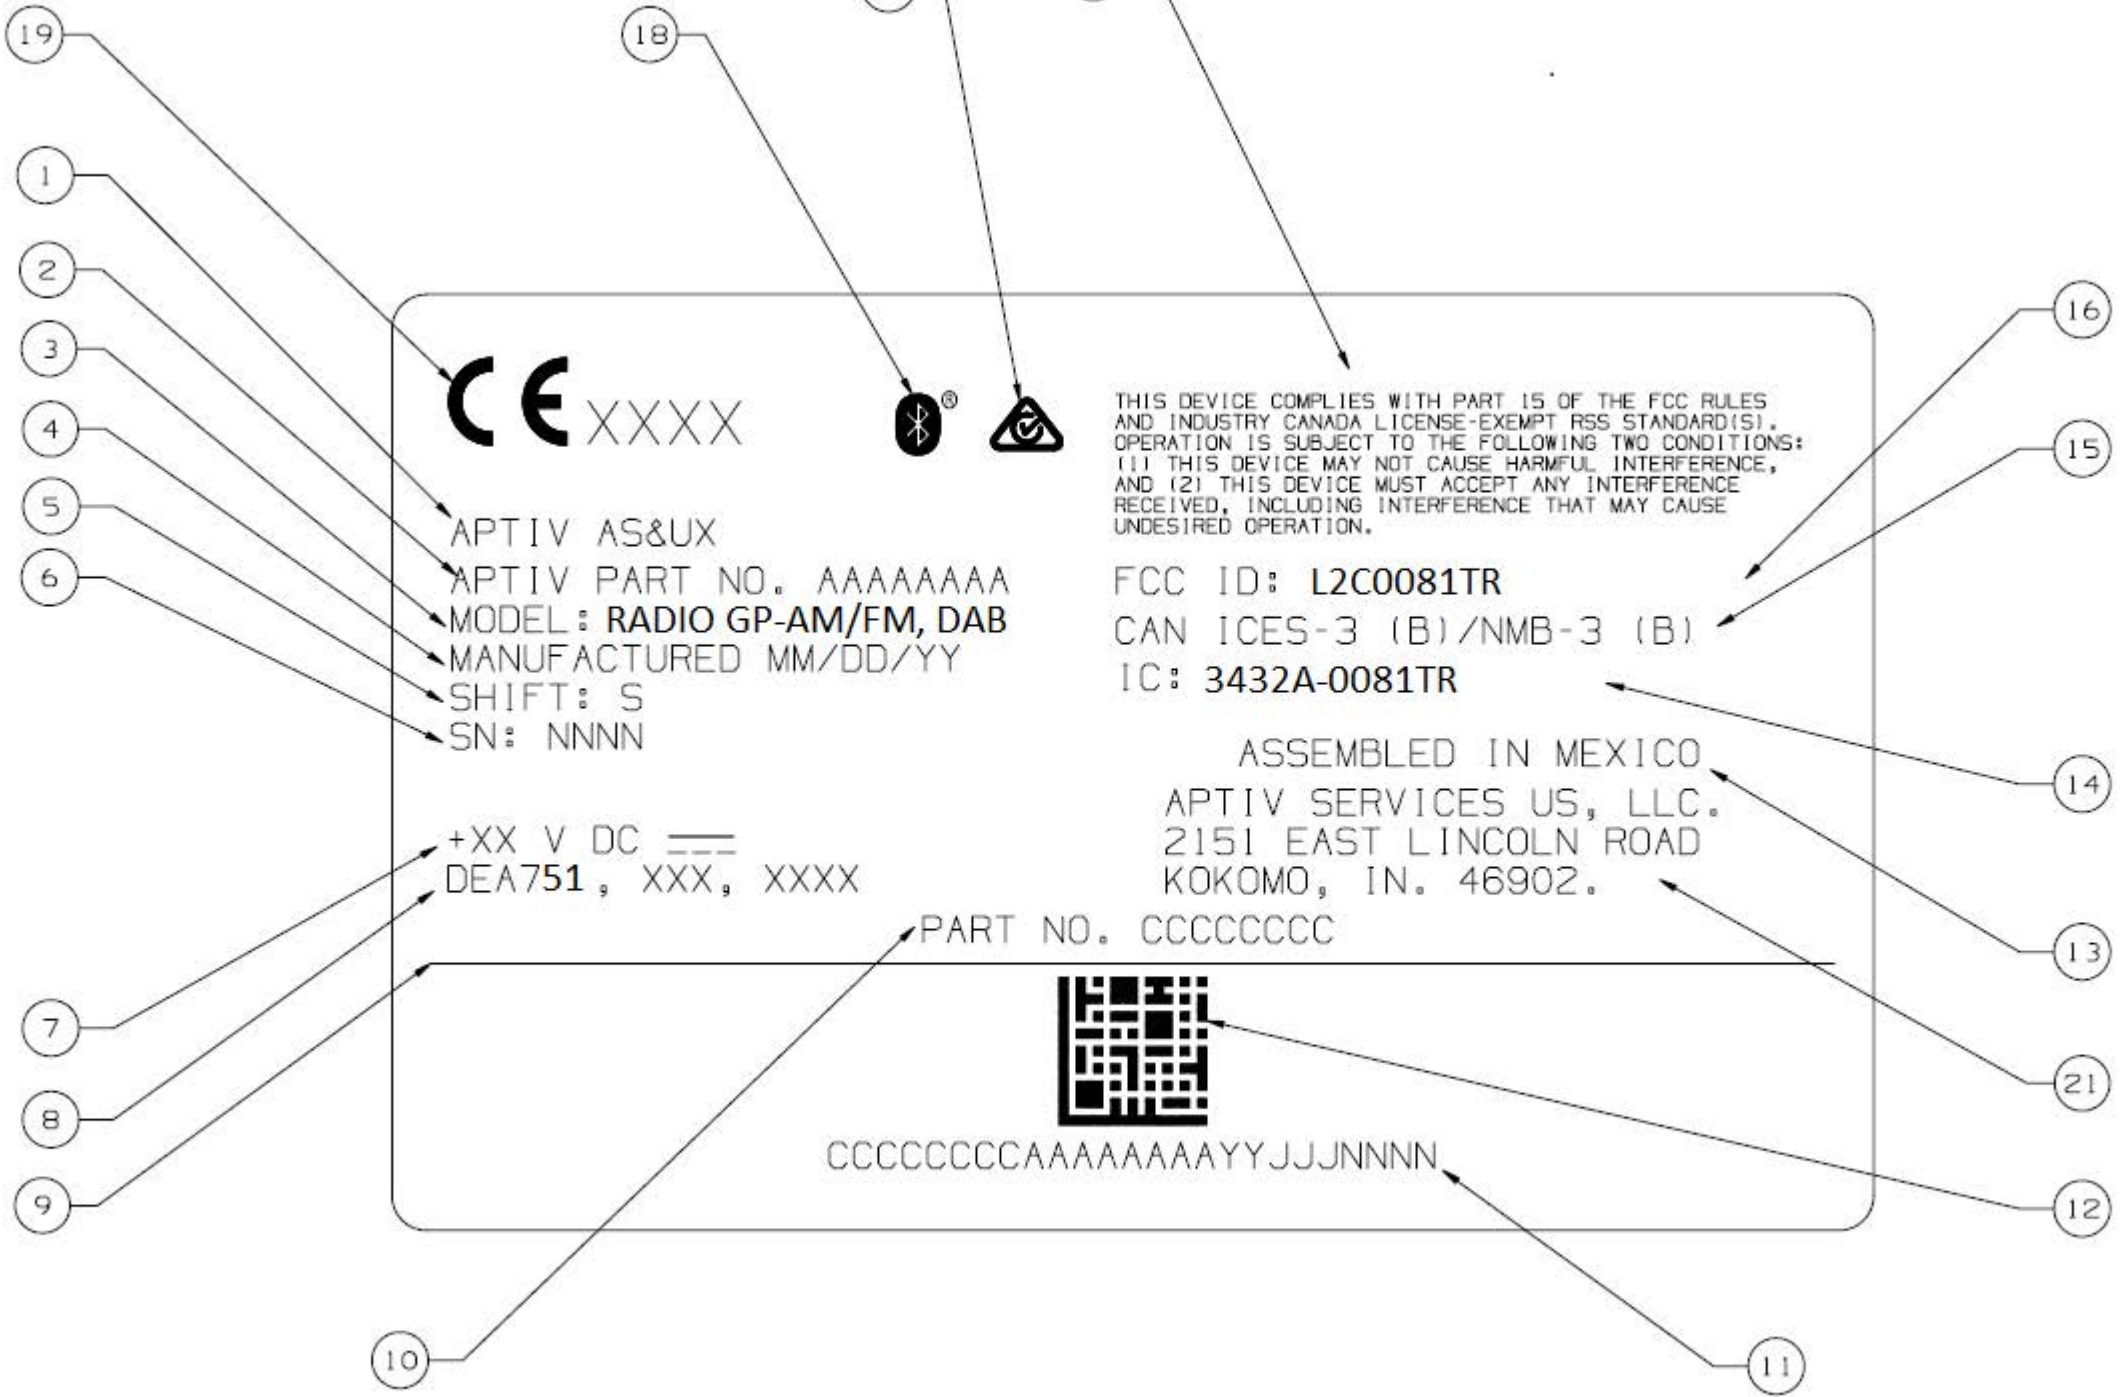 19
18
1
2
3
4
5
6
16
15
CE XXXX
®
THIS DEVICE COMPLIES WITH PART 15 OF THE FCC RULES
AND INDUSTRY CANADA LICENSE-EXEMPT RSS STANDARD(S).
OPERATION IS SUBJECT TO THE FOLLOWING TWO CONDITIONS:
(1) THIS DEVICE MAY NOT CAUSE HARMFUL INTERFERENCE,
AND (2) THIS DEVICE MUST ACCEPT ANY INTERFERENCE
RECEIVED, INCLUDING INTERFERENCE THAT MAY CAUSE
UNDESIRED OPERATION.
APTIV AS&UX
APTIV PART NO. AAAAAAAA
MODEL: RADIO GP-AM/FM, DAB
MANUFACTURED MM/DD/YY
SHIFT: S
SN: NNNN
FCC ID: L2C0081TR
CAN ICES-3 (B)/NMB-3 (B)
IC: 3432A-0081TR
ASSEMBLED IN MEXICO
APTIV SERVICES US, LLC.
2151 EAST LINCOLN ROAD
KOKOMO, IN. 46902.
+XX V DC
DEA751, XXX, XXXX
PART NO. CCCCCCCC
CCCCCCCCAAAAAAAAYYJJJNNNN
14
13
7
8
9
21
12
10
11